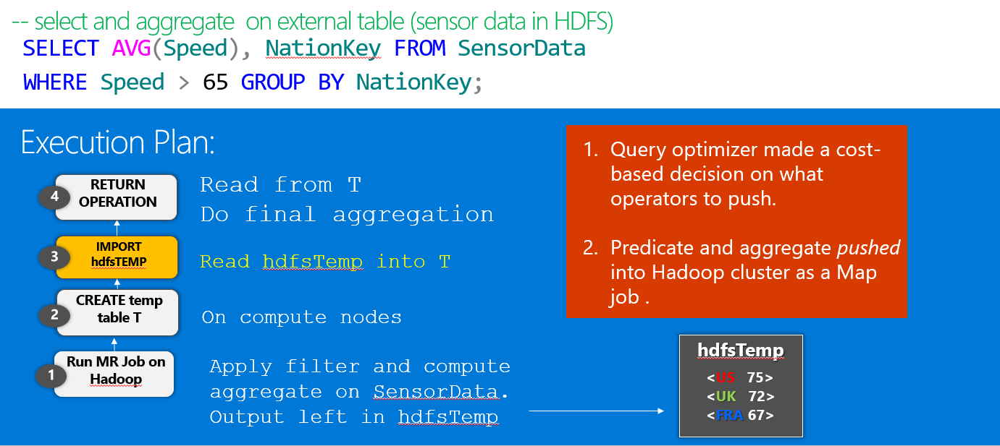 -- select and aggregate  on external table (sensor data in HDFS)
SELECT AVG(Speed), NationKey FROM SensorData
WHERE Speed > 65 GROUP BY NationKey;
Execution Plan:
4
RETURN
OPERATION
Read from T
Do final aggregation
3
IMPORT
hdfsTEMP
Read hdfsTemp into T
2
CREATE temp
table T
On compute nodes
1
Run MR Job on
Hadoop
Apply filter and compute
aggregate on SensorData.
Output left in hdfsTemp
1. Query optimizer made a cost-
based decision on what
operators to push.
2. Predicate and aggregate pushed
into Hadoop cluster as a Map
job .
hdfsTemp
<US 75>
<UK 72>
<FRA 67>